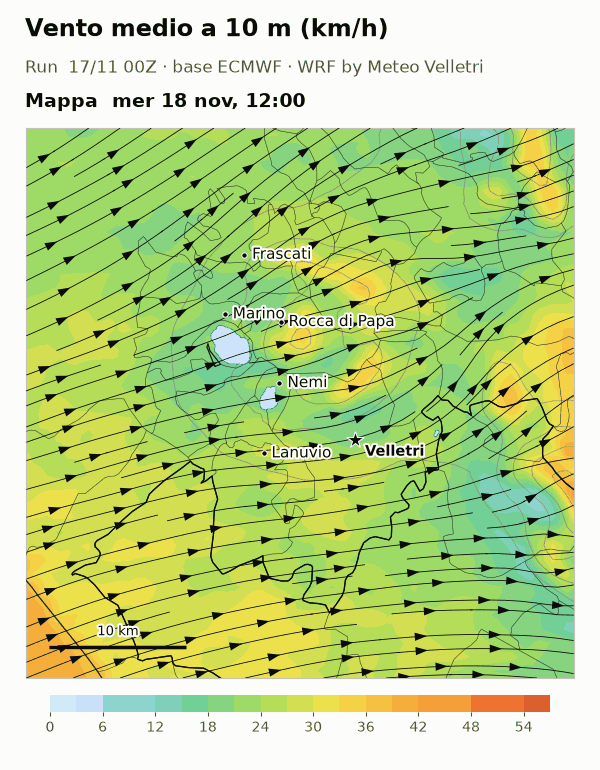 Vento medio a 10 m (km/h)
Run 17/11 00Z · base ECMWF · WRF by Meteo Velletri
Mappa mer 18 nov, 12:00
Frascati
Marino
Rocca di Papa
Nemi
Velletri
Lanuvio
10 km
0 6 12 18 24 30 36 42 48 54